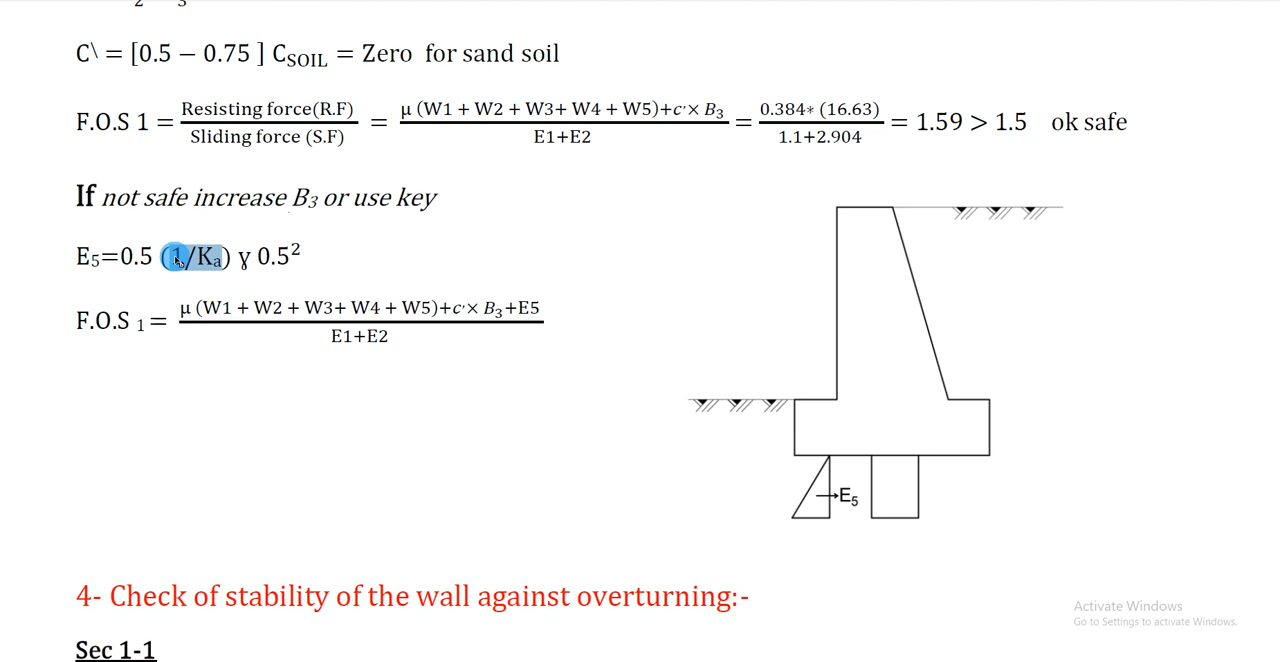 2 3
C\ = [0.5 − 0.75 ] CSOIL = Zero for sand soil
F.O.S 1 = Resisting force(R.F) / Sliding force (S.F) = μ (W1 + W2 + W3+ W4 + W5)+c′× B3 / E1+E2 = 0.384* (16.63) / 1.1+2.904 = 1.59 > 1.5 ok safe
If not safe increase B3 or use key
E5=0.5 (1/Ka) ɣ 0.5²
F.O.S 1 = μ (W1 + W2 + W3+ W4 + W5)+c′× B3+E5 / E1+E2
E5
4- Check of stability of the wall against overturning:-
Activate Windows
Go to Settings to activate Windows.
Sec 1-1